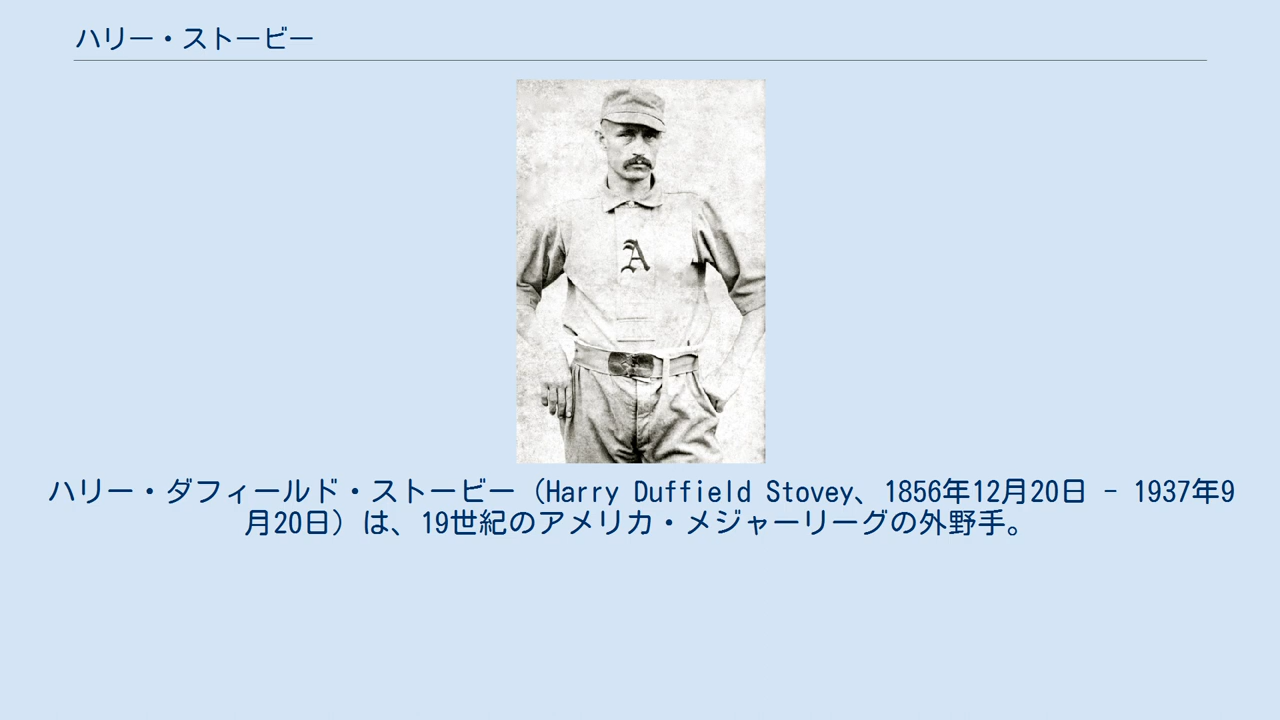 ハリー・ストービー
A
ハリー・ダフィールド・ストービー（Harry Duffield Stovey、1856年12月20日 - 1937年9
月20日）は、19世紀のアメリカ・メジャーリーグの外野手。